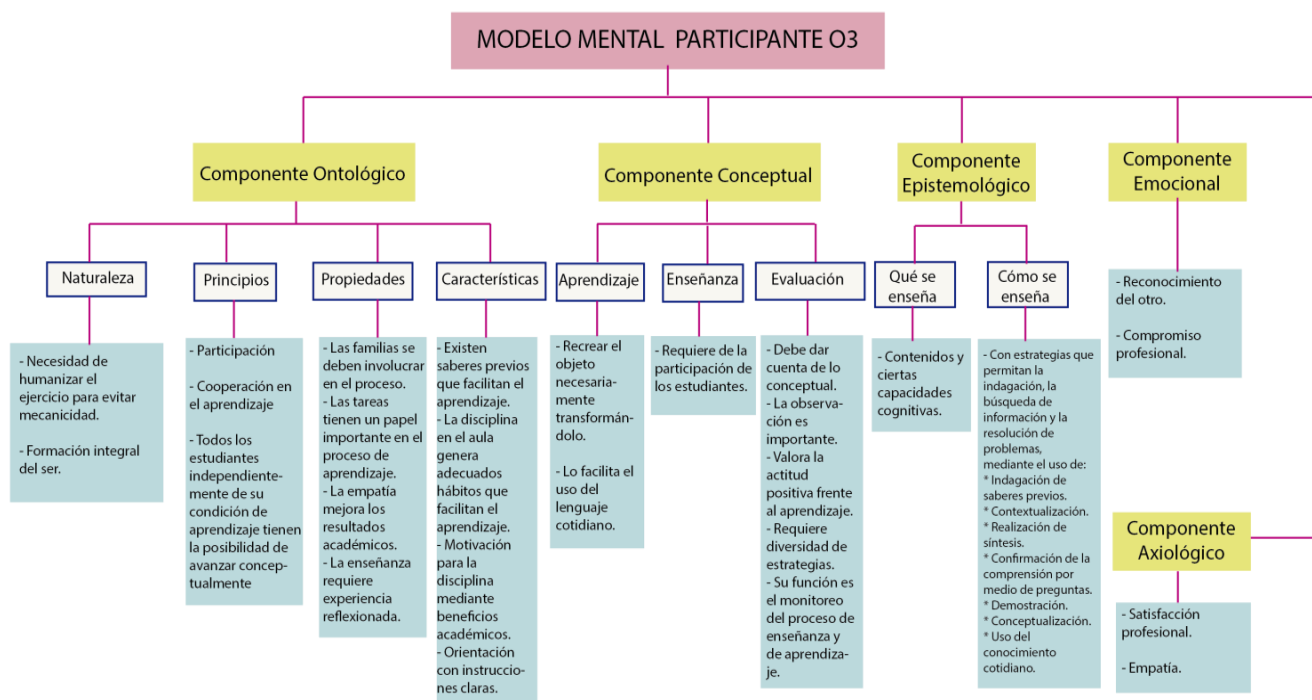 MODELO MENTAL  PARTICIPANTE O3
Componente Ontológico
Naturaleza
- Necesidad de
humanizar el
ejercicio para evitar
mecanicidad.
- Formación integral
del ser.
Principios
- Participación
- Cooperación en
el aprendizaje
- Todos los
estudiantes
independiente-
mente de su
condición de
aprendizaje tienen
la posibilidad de
avanzar concep-
tualmente
Propiedades
- Las familias se
deben involucrar
en el proceso.
- Las tareas
tienen un papel
importante en el
proceso de
aprendizaje.
- La empatía
mejora los
resultados
académicos.
- La enseñanza
requiere
experiencia
reflexionada.
Características
- Existen
saberes previos
que facilitan el
aprendizaje.
- La disciplina
en el aula
genera
adecuados
hábitos que
facilitan el
aprendizaje.
- Motivación
para la
disciplina
mediante
beneficios
académicos.
- Orientación
con instruccio-
nes claras.
Componente Conceptual
Aprendizaje
- Recrear el
objeto
necesaria-
mente
transformán-
dolo.
- Lo facilita el
uso del
lenguaje
cotidiano.
Enseñanza
- Requiere de la
participación de
los estudiantes.
Evaluación
- Debe dar
cuenta de lo
conceptual.
- La observa-
ción es
importante.
- Valora la
actitud
positiva frente
al aprendizaje.
- Requiere
diversidad de
estrategias.
- Su función es
el monitoreo
del proceso de
enseñanza y
de aprendiza-
je.
Componente
Epistemológico
Qué se
enseña
- Contenidos y
ciertas
capacidades
cognitivas.
Cómo se
enseña
- Con estrategias que
permitan la
indagación, la
búsqueda de
información y la
resolución de
problemas,
mediante el uso de:
* Indagación de
saberes previos.
* Contextualización.
* Realización de
síntesis.
* Confirmación de la
comprensión por
medio de preguntas.
* Demostración.
* Conceptualización.
* Uso del
conocimiento
cotidiano.
Componente
Emocional
- Reconocimiento
del otro.
- Compromiso
profesional.
Componente
Axiológico
- Satisfacción
profesional.
- Empatía.